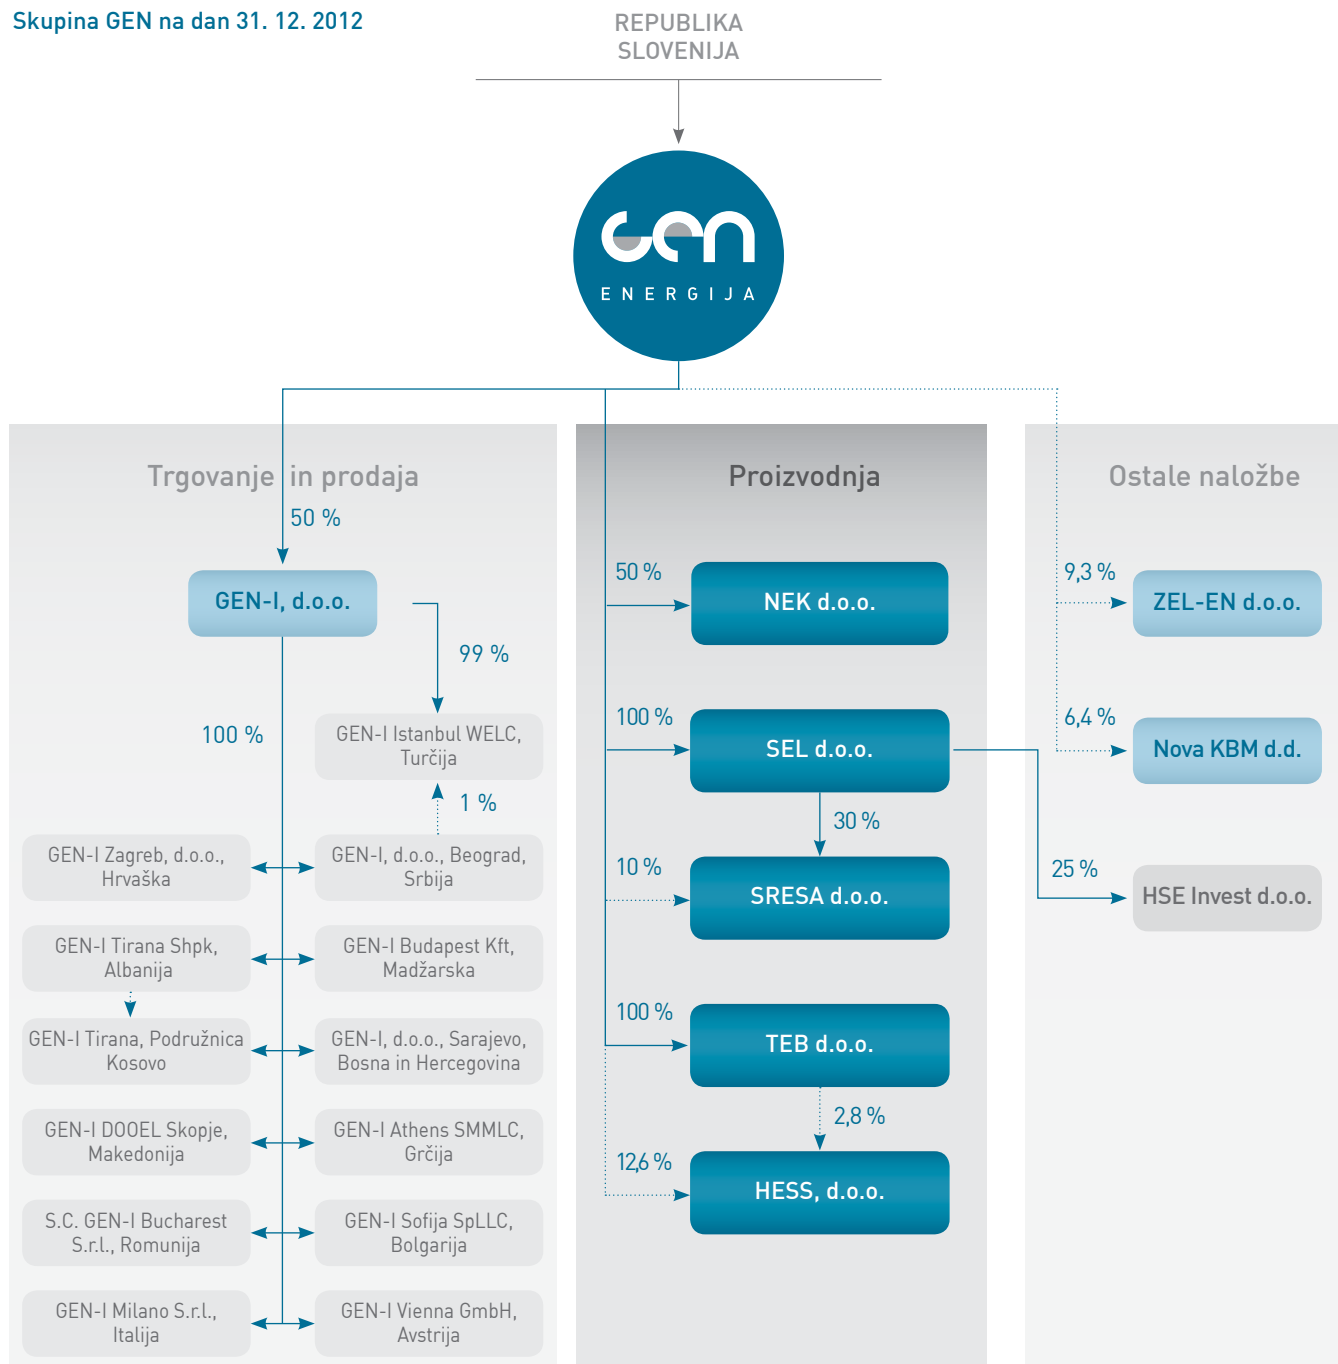 Skupina GEN na dan 31. 12. 2012
REPUBLIKA
SLOVENIJA
gen
ENERGIJA
Trgovanje in prodaja
50 %
GEN-I, d.o.o.
99 %
100 %
GEN-I Istanbul WELC,
Turčija
1 %
GEN-I Zagreb, d.o.o.,
Hrvaška
GEN-I, d.o.o., Beograd,
Srbija
GEN-I Tirana Shpk,
Albanija
GEN-I Budapest Kft,
Madžarska
GEN-I Tirana, Podružnica
Kosovo
GEN-I, d.o.o., Sarajevo,
Bosna in Hercegovina
GEN-I DOOEL Skopje,
Makedonija
GEN-I Athens SMMLC,
Grčija
S.C. GEN-I Bucharest
S.r.l., Romunija
GEN-I Sofija SpLLC,
Bolgarija
GEN-I Milano S.r.l.,
Italija
GEN-I Vienna GmbH,
Avstrija
Proizvodnja
50 %
NEK d.o.o.
100 %
SEL d.o.o.
30 %
10 %
SRESA d.o.o.
100 %
TEB d.o.o.
2,8 %
12,6 %
HESS, d.o.o.
Ostale naložbe
9,3 %
ZEL-EN d.o.o.
6,4 %
Nova KBM d.d.
25 %
HSE Invest d.o.o.